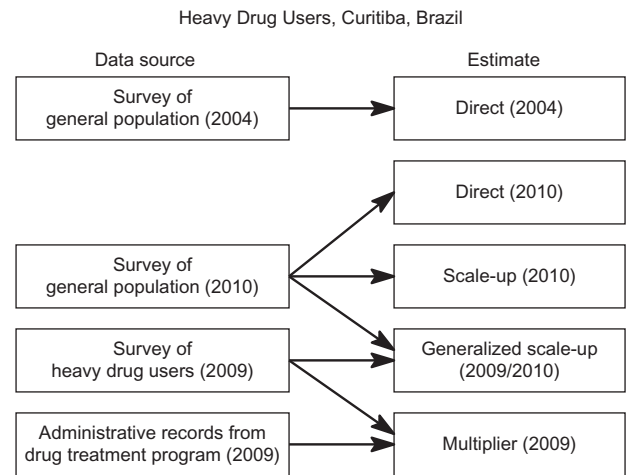 Heavy Drug Users, Curitiba, Brazil
Data source
Estimate
Survey of
general population (2004)
Direct (2004)
Direct (2010)
Survey of
general population (2010)
Scale-up (2010)
Survey of
heavy drug users (2009)
Generalized scale-up
(2009/2010)
Administrative records from
drug treatment program (2009)
Multiplier (2009)